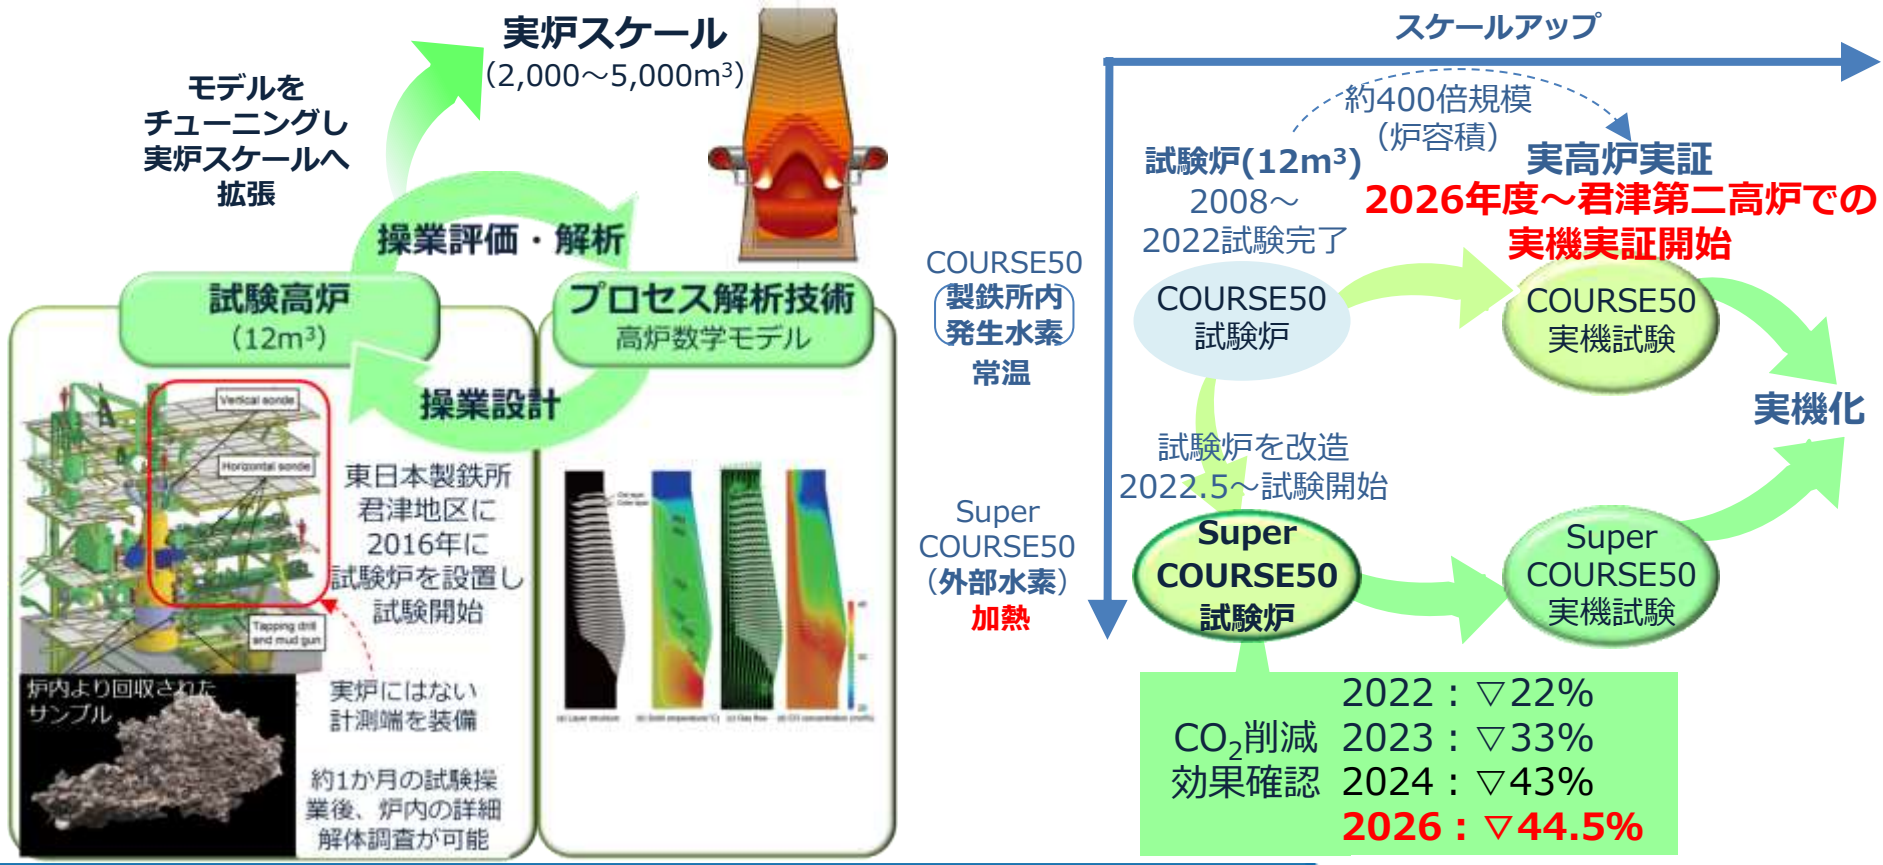 実炉スケール
（2,000～5,000m³）
モデルを
チューニングし
実炉スケールへ
拡張
操業評価・解析
試験高炉
（12m³）
プロセス解析技術
高炉数学モデル
操業設計
Vertical sonde
Horizontal sonde
Tapping drill
and mud gun
東日本製鉄所
君津地区に
2016年に
試験炉を設置し
試験開始
実炉にはない
計測端を装備
炉内より回収された
サンプル
約1か月の試験操
業後、炉内の詳細
解体調査が可能
(a) Layer structure
(c) Gas flow
スケールアップ
約400倍規模
（炉容積）
試験炉(12m³)
2008～
2022試験完了
実高炉実証
2026年度～君津第二高炉での
実機実証開始
COURSE50
製鉄所内
発生水素
常温
COURSE50
試験炉
COURSE50
実機試験
実機化
試験炉を改造
2022.5～試験開始
Super
COURSE50
（外部水素）
加熱
Super
COURSE50
試験炉
Super
COURSE50
実機試験
CO₂削減
効果確認
2022：▽22%
2023：▽33%
2024：▽43%
2026：▽44.5%